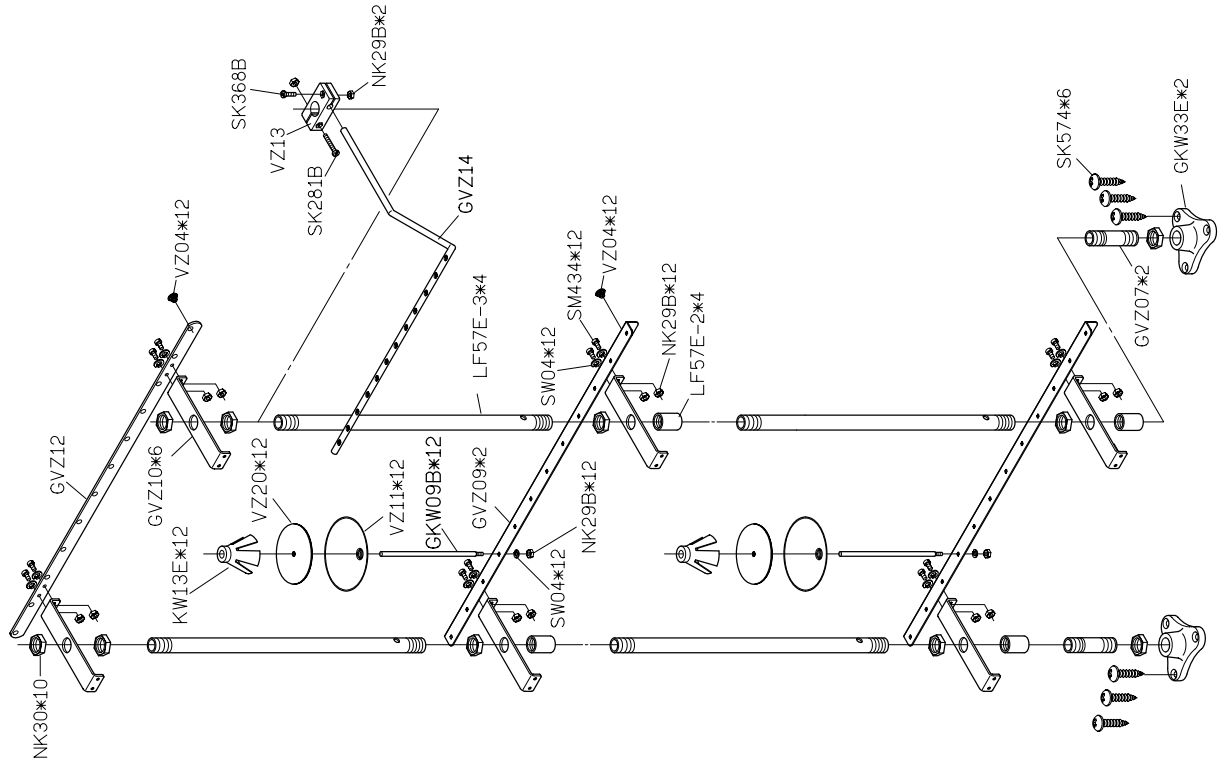 SK368B
NK29B*2
VZ13
SK281B
GVZ14
VZ04*12
GVZ12
GVZ10*6
LF57E-3*4
SK574*6
GKW33E*2
GVZ07*2
SM434*12
VZ04*12
SW04*12
NK29B*12
LF57E-2*4
VZ20*12
KW13E*12
VZ11*12
GKW09B*12
GVZ09*2
NK29B*12
SW04*12
NK30*10